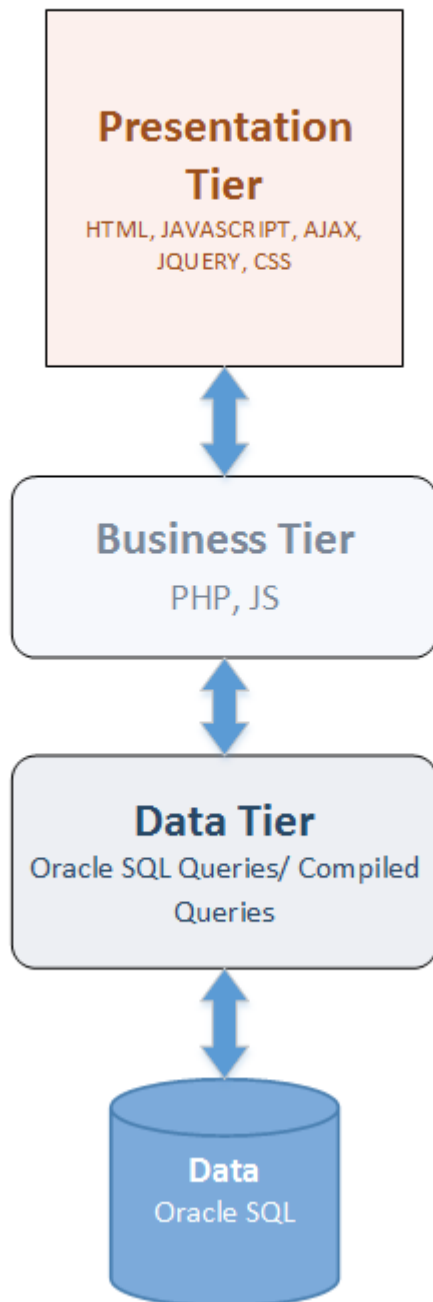 Presentation
Tier
HTML, JAVASCRIPT, AJAX,
JQUERY, CSS
Business Tier
PHP, JS
Data Tier
Oracle SQL Queries/ Compiled
Queries
Data
Oracle SQL